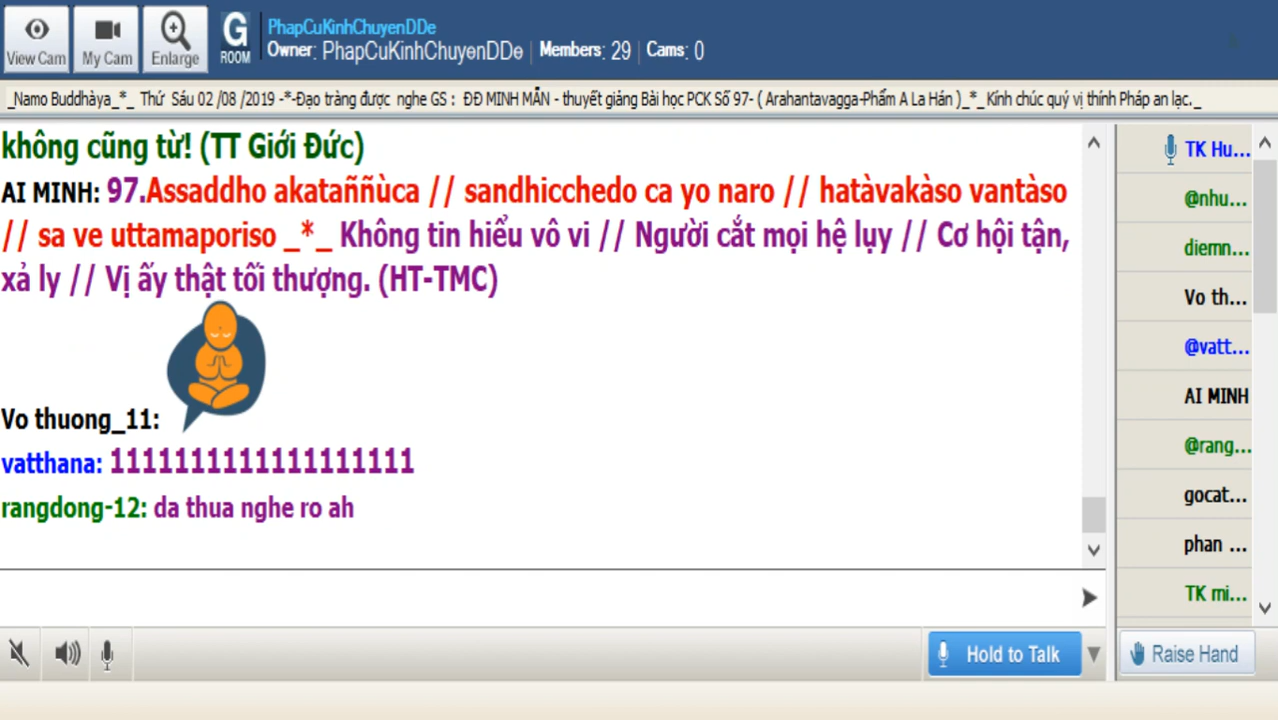 View Cam
My Cam
Enlarge
G
ROOM
PhapCuKinhChuyenDDe
Owner: PhapCuKinhChuyenDDe | Members: 29 | Cams: 0
_Namo Buddhàya_*_ Thứ Sáu 02 /08 /2019 -*-Đạo tràng được nghe GS : ĐĐ MINH MẪN - thuyết giảng Bài học PCK Số 97- ( Arahantavagga-Phẩm A La Hán )_*_Kính chúc quý vị thính Pháp an lạc._
không cũng từ! (TT Giới Đức)
AI MINH: 97.Assaddho akataññùca // sandhicchedo ca yo naro // hatàvakàso vantàso
// sa ve uttamaporiso _*_ Không tin hiểu vô vi // Người cắt mọi hệ lụy // Cơ hội tận,
xả ly // Vị ấy thật tối thượng. (HT-TMC)
Vo thuong_11:
vatthana: 1111111111111111111
rangdong-12: da thua nghe ro ah
TK Hu...
@nhu...
diemn...
Vo th...
@vatt...
AI MINH
@rang...
gocat...
phan ...
TK mi...
Hold to Talk
Raise Hand